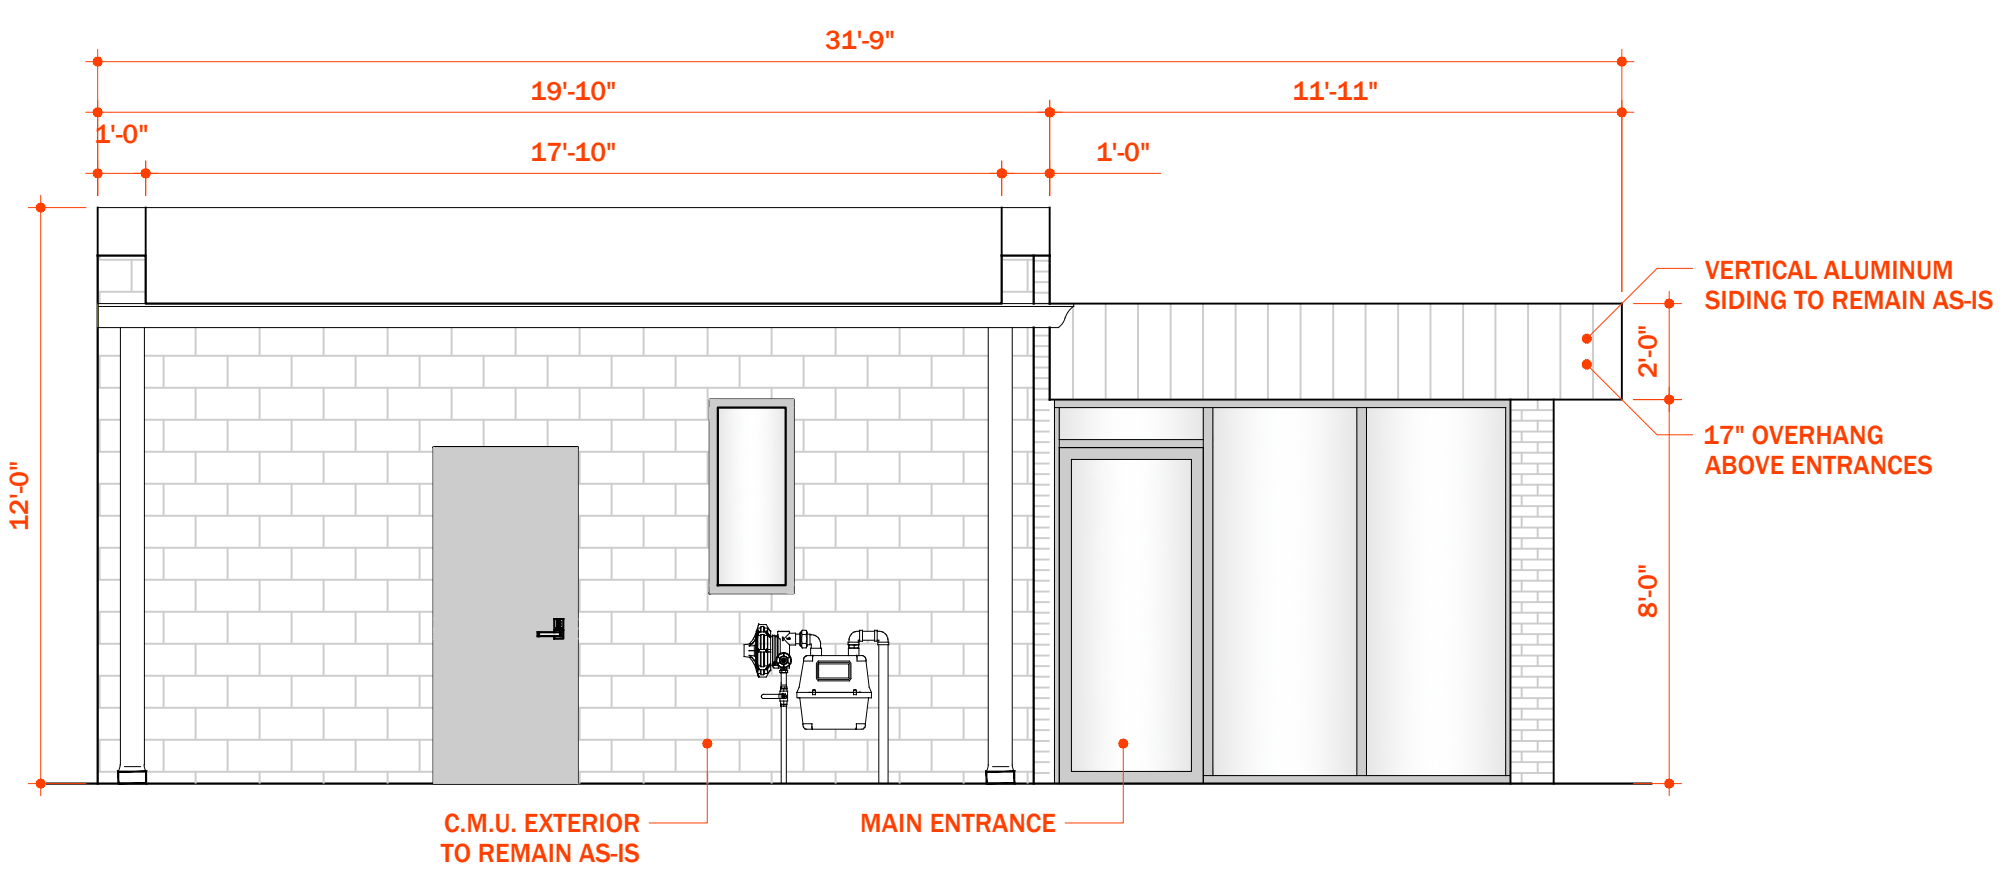 31'-9"
19'-10"
11'-11"
1'-0"
17'-10"
1'-0"
VERTICAL ALUMINUM
SIDING TO REMAIN AS-IS
2'-0"
17" OVERHANG
ABOVE ENTRANCES
12'-0"
8'-0"
C.M.U. EXTERIOR
TO REMAIN AS-IS
MAIN ENTRANCE